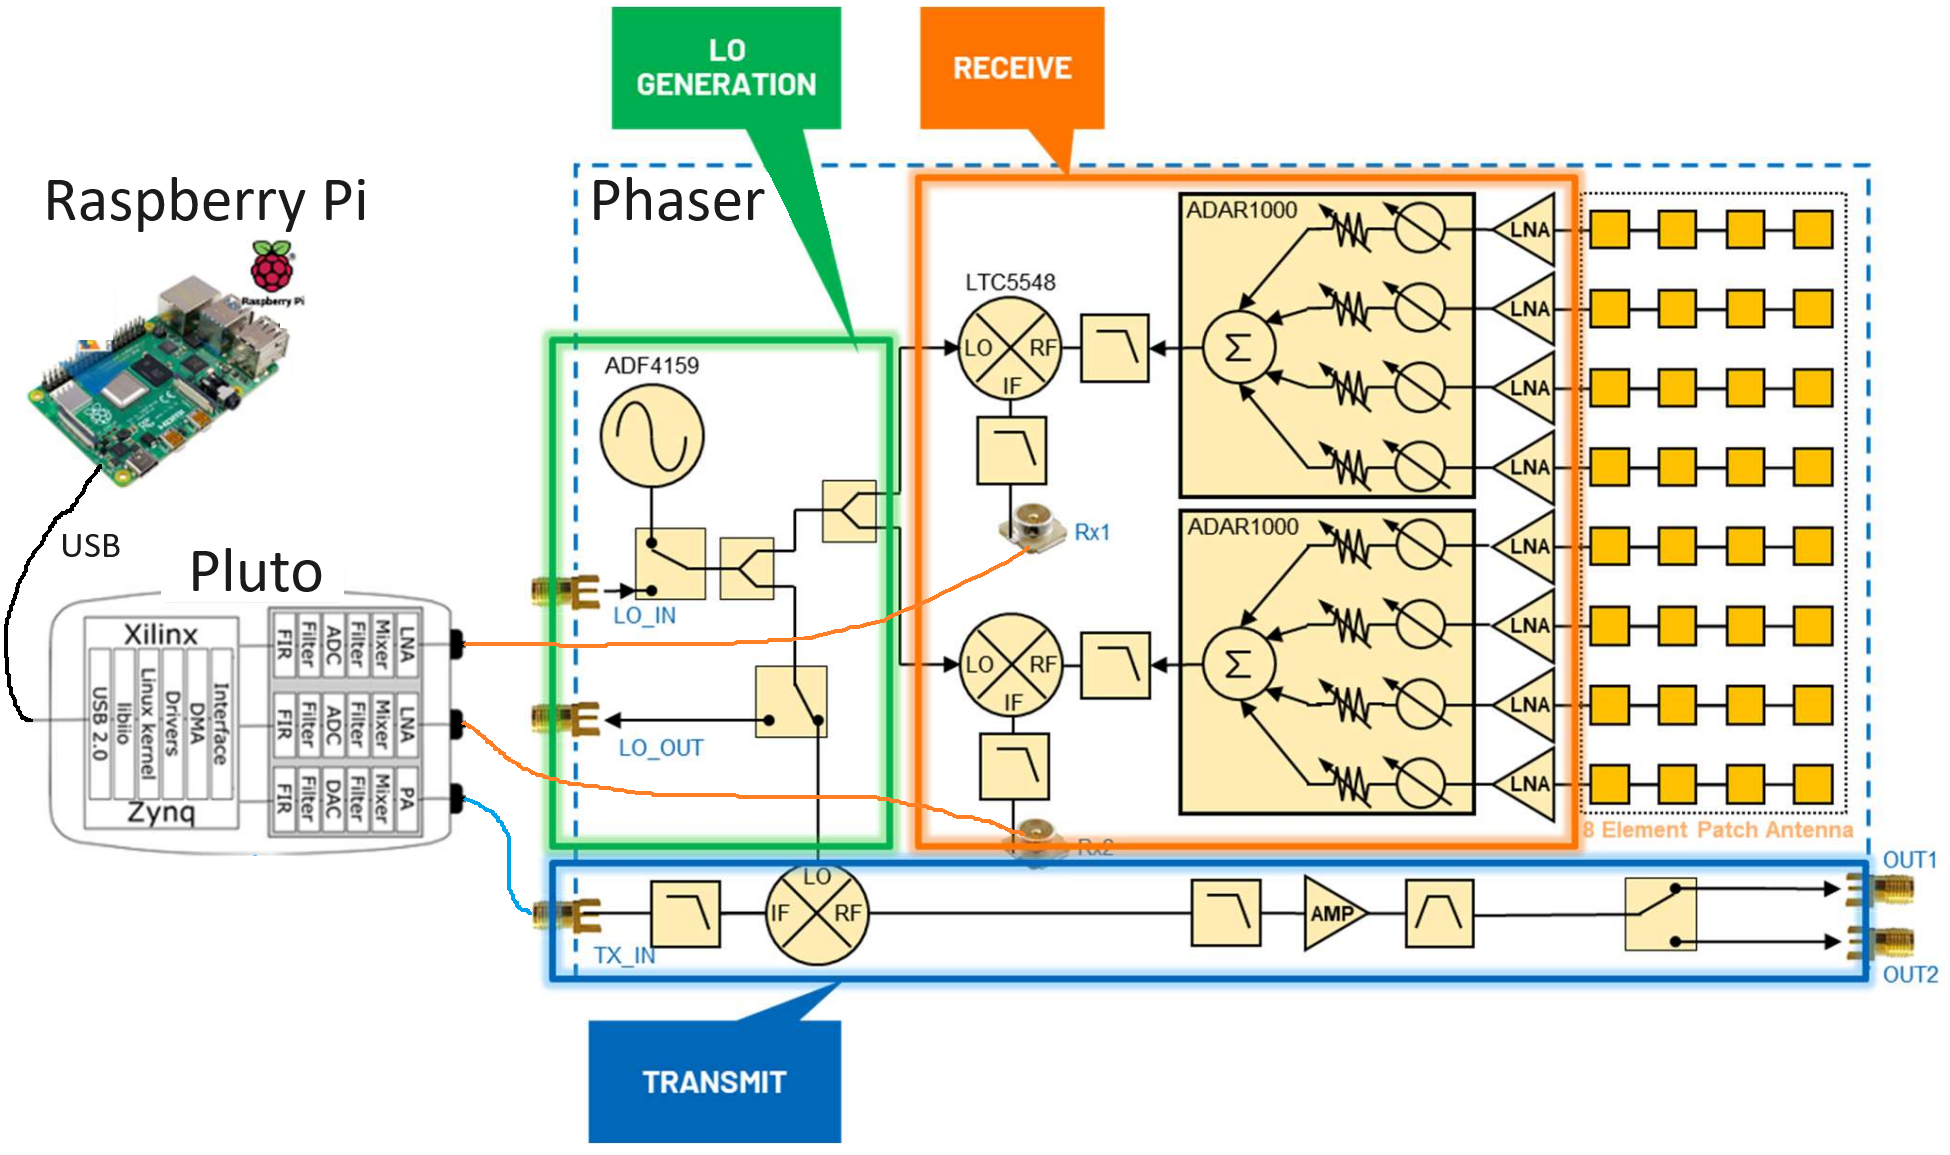 LO
GENERATION
RECEIVE
Raspberry Pi
Raspberry Pi
Phaser
USB
Pluto
Xilinx
USB 2.0
libiio
Linux kernel
Drivers
DMA
Interface
Zynq
FIR
Filter
ADC
Filter
Mixer
LNA
FIR
Filter
ADC
Filter
Mixer
LNA
FIR
Filter
DAC
Filter
Mixer
PA
ADF4159
LO_IN
LO_OUT
LTC5548
LO
RF
IF
Rx1
LO
RF
IF
Rx2
ADAR1000
Σ
LNA
LNA
LNA
LNA
ADAR1000
Σ
LNA
LNA
LNA
LNA
8 Element Patch Antenna
TX_IN
LO
IF
RF
AMP
OUT1
OUT2
TRANSMIT